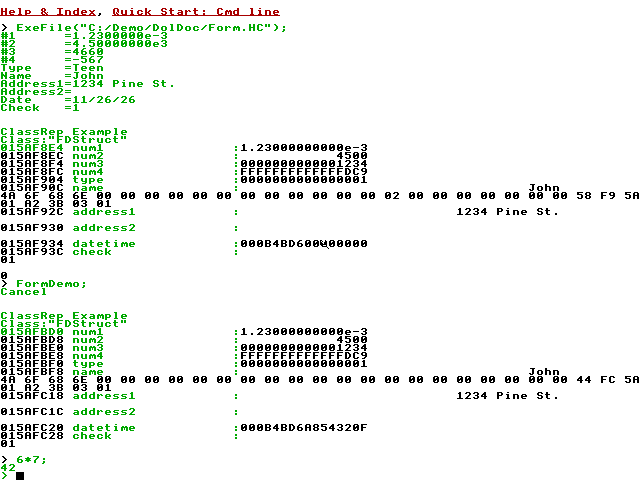 Help & Index, Quick Start: Cmd line
> ExeFile("C:/Demo/DolDoc/Form.HC");
#1      =1.2300000e-3
#2      =4.50000000e3
#3      =4660
#4      =-567
Type    =Teen
Name    =John
Address1=1234 Pine St.
Address2=
Date    =11/26/26
Check   =1
ClassRep Example
Class:"FDStruct"
015AF8E4 num1 :1.23000000000e-3
015AF8EC num2 : 4500
015AF8F4 num3 :0000000000001234
015AF8FC num4 :FFFFFFFFFFFFFDC9
015AF904 type :0000000000000001
015AF90C name : John
4A 6F 68 6E 00 00 00 00 00 00 00 00 00 00 00 00 02 00 00 00 00 00 00 00 58 F9 5A
01 A2 3B 03 01
015AF92C address1 : 1234 Pine St.
015AF930 address2 :
015AF934 datetime :000B4BD600000000
015AF93C check :
01
0
> FormDemo;
Cancel
ClassRep Example
Class:"FDStruct"
015AFBD0 num1 :1.23000000000e-3
015AFBD8 num2 : 4500
015AFBE0 num3 :0000000000001234
015AFBE8 num4 :FFFFFFFFFFFFFDC9
015AFBF0 type :0000000000000001
015AFBF8 name : John
4A 6F 68 6E 00 00 00 00 00 00 00 00 00 00 00 00 00 00 00 00 00 00 00 00 44 FC 5A
01 A2 3B 03 01
015AFC18 address1 : 1234 Pine St.
015AFC1C address2 :
015AFC20 datetime :000B4BD6A854320F
015AFC28 check :
01
> 6*7;
42
>